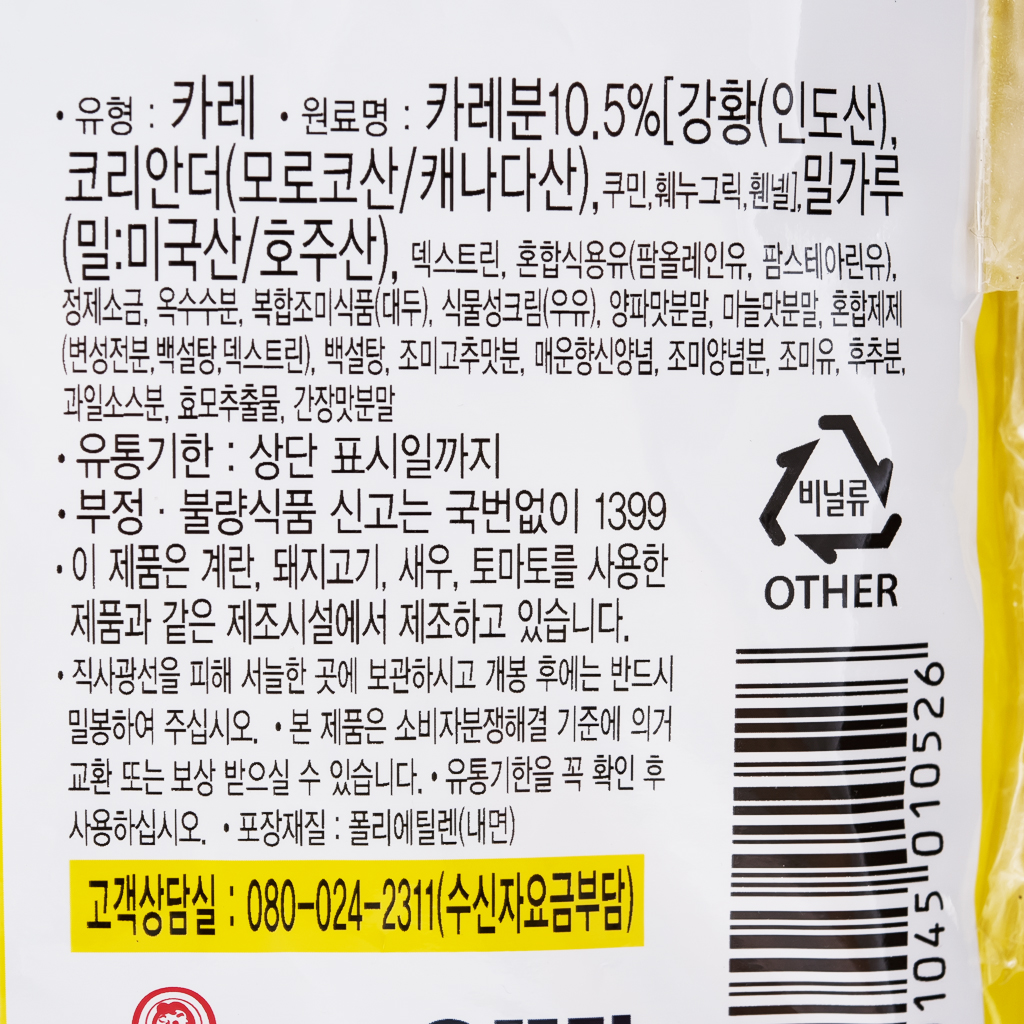 • 유형 : 카레 • 원료명 : 카레분10.5%[강황(인도산),
코리안더(모로코산/캐나다산),쿠민,훼누그릭,휀넬],밀가루
(밀:미국산/호주산), 덱스트린, 혼합식용유(팜올레인유, 팜스테아린유),
정제소금, 옥수수분, 복합조미식품(대두), 식물성크림(우유), 양파맛분말, 마늘맛분말, 혼합제제
(변성전분,백설탕,덱스트린), 백설탕, 조미고추맛분, 매운향신양념, 조미양념분, 조미유, 후추분,
과일소스분, 효모추출물, 간장맛분말
• 유통기한 : 상단 표시일까지
• 부정 · 불량식품 신고는 국번없이 1399
• 이 제품은 계란, 돼지고기, 새우, 토마토를 사용한
제품과 같은 제조시설에서 제조하고 있습니다.
• 직사광선을 피해 서늘한 곳에 보관하시고 개봉 후에는 반드시
밀봉하여 주십시오. • 본 제품은 소비자분쟁해결 기준에 의거
교환 또는 보상 받으실 수 있습니다. • 유통기한을 꼭 확인 후
사용하십시오. • 포장재질 : 폴리에틸렌(내면)
고객상담실 : 080-024-2311(수신자요금부담)
비닐류
OTHER
1045 010526